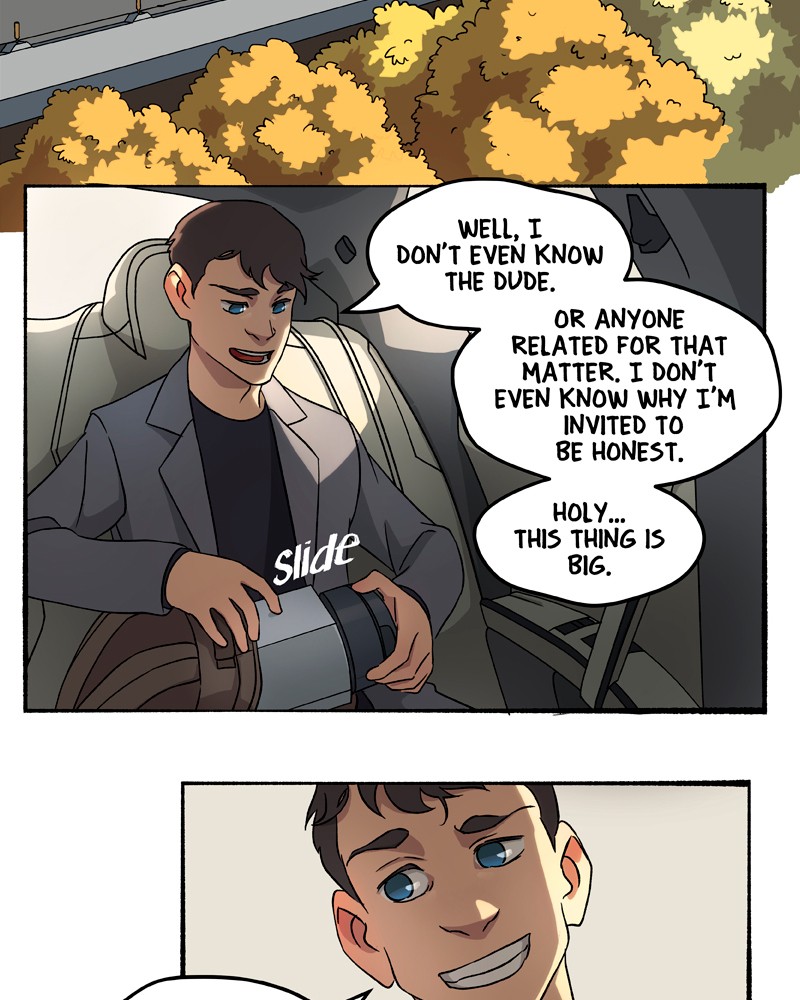 WELL, I
DON'T EVEN KNOW
THE DUDE.
OR ANYONE
RELATED FOR THAT
MATTER. I DON'T
EVEN KNOW WHY I'M
INVITED TO
BE HONEST.
HOLY...
THIS THING IS
BIG.
slide